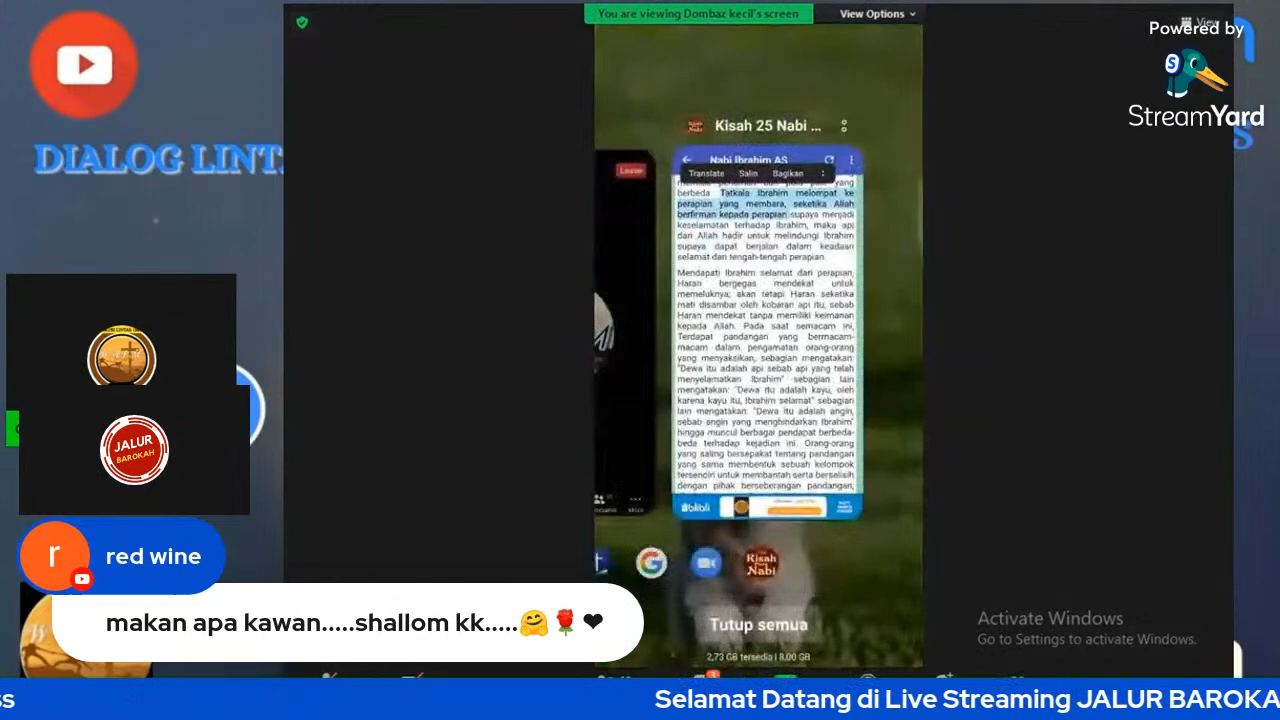 You are viewing Dombaz kecil's screen
View Options
View
Powered by
StreamYard
DIALOG LINT
Kisah 25 Nabi ...
Leave
Nabi Ibrahim AS
Translate Salin Bagikan
yang
berbeda Tatkala Ibrahim melompat ke
perapian yang membara, seketika Allah
berfirman kepada perapian supaya menjadi
keselamatan terhadap Ibrahim, maka api
dari Allah hadir untuk melindungi Ibrahim
supaya dapat berjalan dalam keadaan
selamat dari tengah-tengah perapian.
Mendapati Ibrahim selamat dari perapian,
Haran bergegas mendekat untuk
memeluknya; akan tetapi Haran seketika
mati disambar oleh kobaran api itu, sebab
Haran mendekat tanpa memiliki keimanan
kepada Allah. Pada saat semacam ini,
Terdapat pandangan yang bermacam-
macam dalam pengamatan orang-orang
yang menyaksikan, sebagian mengatakan:
"Dewa itu adalah api sebab api yang telah
menyelamatkan Ibrahim" sebagian lain
mengatakan: "Dewa itu adalah kayu, oleh
karena kayu itu, Ibrahim selamat" sebagian
lain mengatakan: "Dewa itu adalah angin,
sebab angin yang menghindarkan Ibrahim"
hingga muncul berbagai pendapat berbeda-
beda terhadap kejadian ini. Orang-orang
yang saling bersepakat tentang pandangan
yang sama membentuk sebuah kelompok
tersendiri untuk membantah serta berselisih
dengan pihak berseberangan pandangan,
blibli
Kisah
Nabi
Tutup semua
2,73 GB tersedia | 8,00 GB
JALUR
BAROKAH
r
red wine
makan apa kawan.....shallom kk.....🤗🌹❤
Activate Windows
Go to Settings to activate Windows.
ss
Selamat Datang di Live Streaming JALUR BAROKA